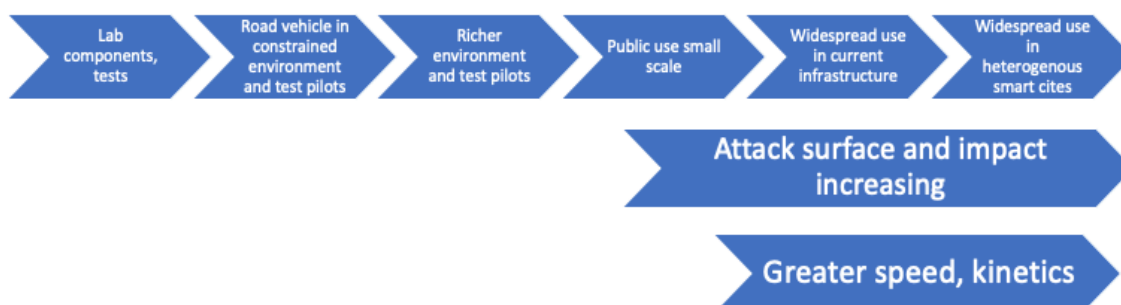 Lab
components,
tests
Road vehicle in
constrained
environment
and test pilots
Richer
environment
and test pilots
Public use small
scale
Widespread use
in current
infrastructure
Widespread use
in
heterogenous
smart cites
Attack surface and impact
increasing
Greater speed, kinetics